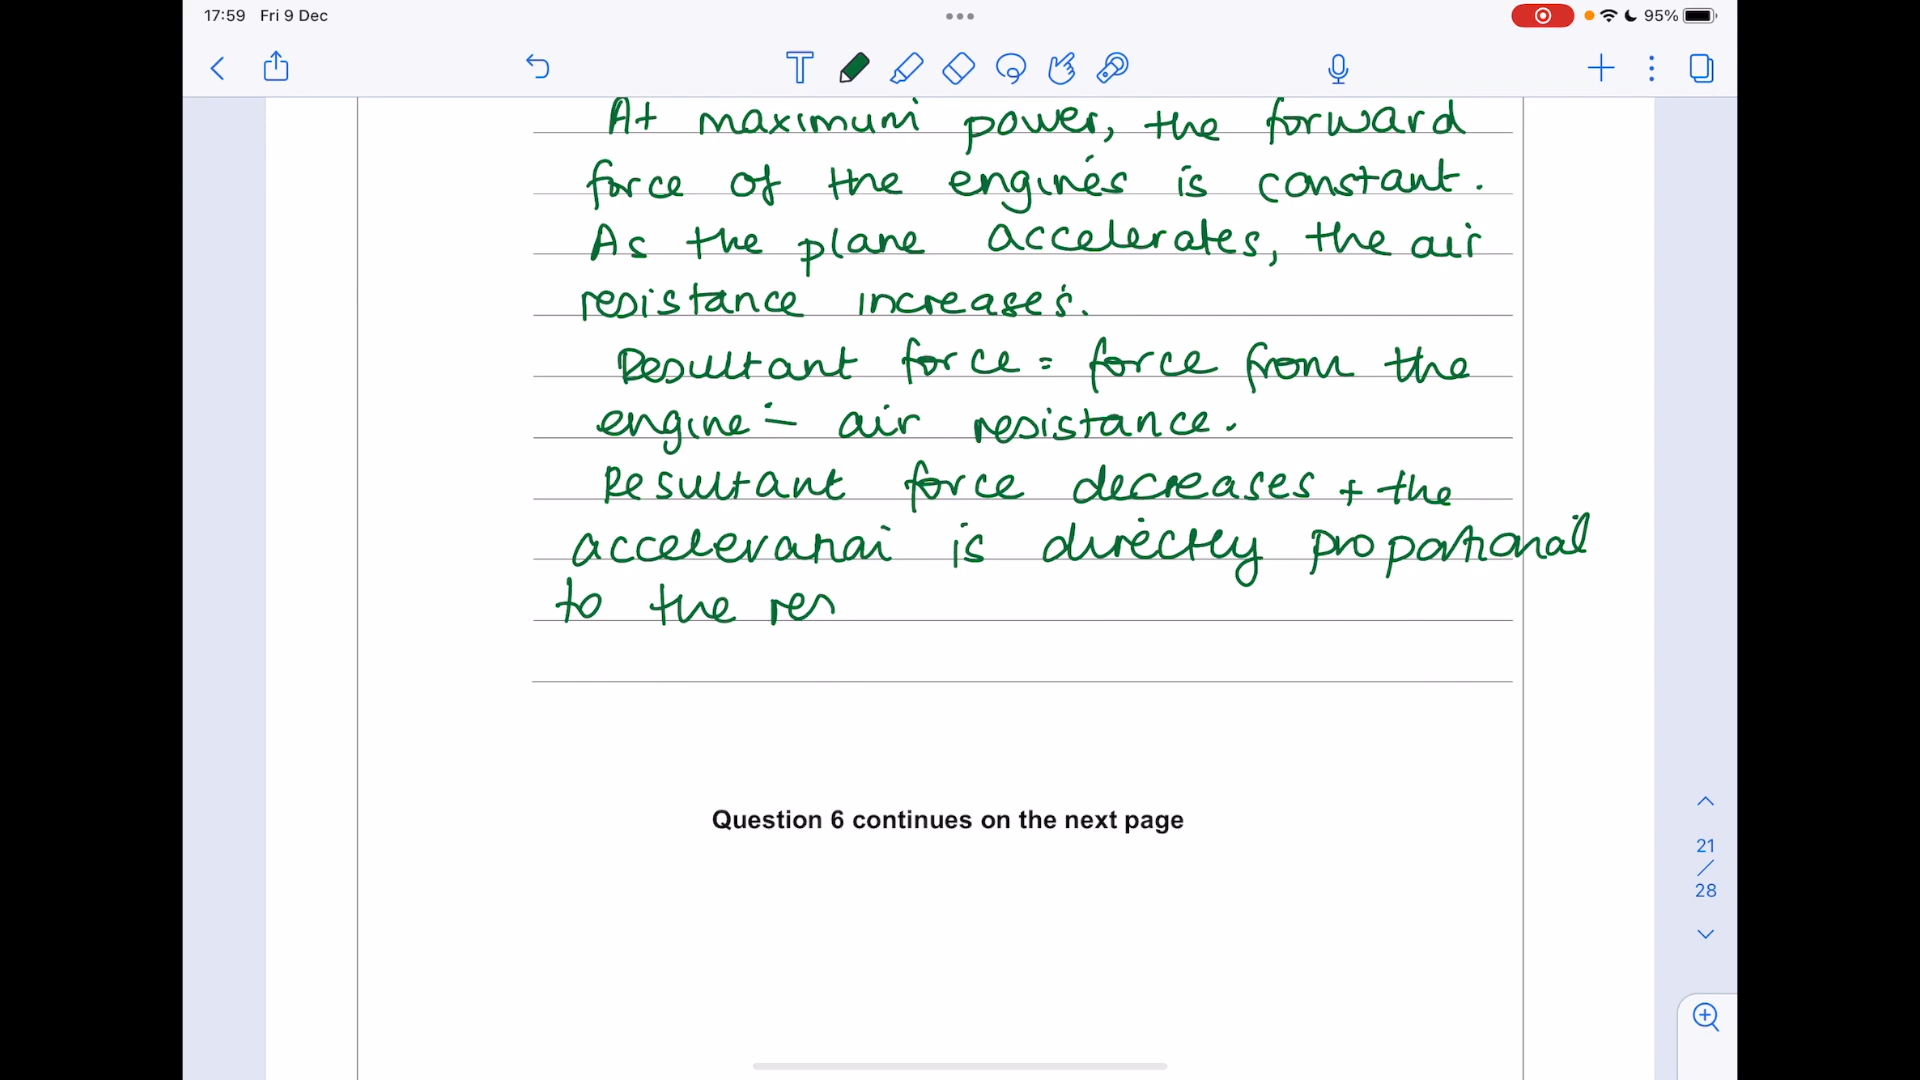 17:59 Fri 9 Dec
95%
T
At maximum power, the forward
force of the engines is constant.
As the plane accelerates, the air
resistance increases.
Resultant force = force from the
engine - air resistance.
Resultant force decreases + the
acceleration is directly proportional
to the res
Question 6 continues on the next page
21
/
28